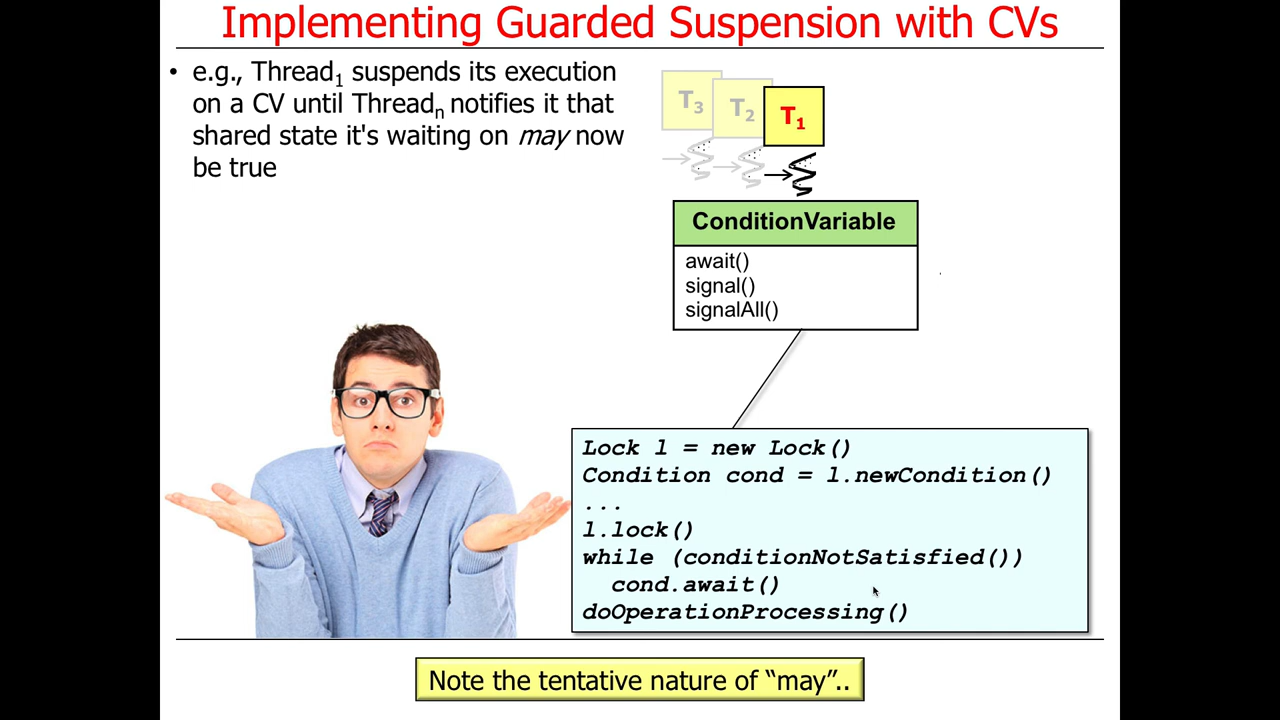 Implementing Guarded Suspension with CVs
• e.g., Thread1 suspends its execution
on a CV until Threadn notifies it that
shared state it's waiting on may now
be true
T3
T2
T1
ConditionVariable
await()
signal()
signalAll()
Lock l = new Lock()
Condition cond = l.newCondition()
...
l.lock()
while (conditionNotSatisfied())
cond.await()
doOperationProcessing()
Note the tentative nature of “may”..